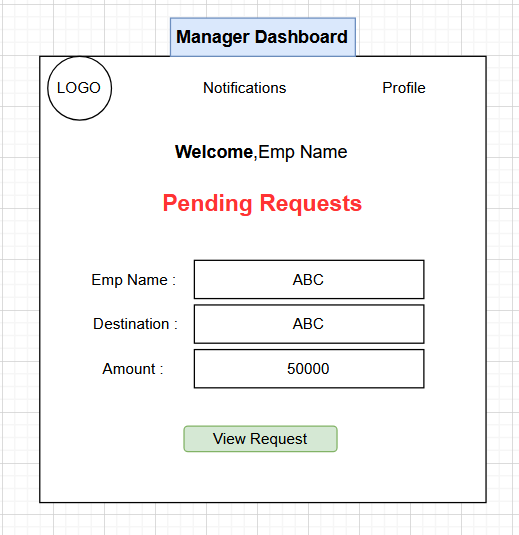 Manager Dashboard
LOGO Notifications Profile
Welcome,Emp Name
Pending Requests
Emp Name : ABC
Destination : ABC
Amount : 50000
View Request